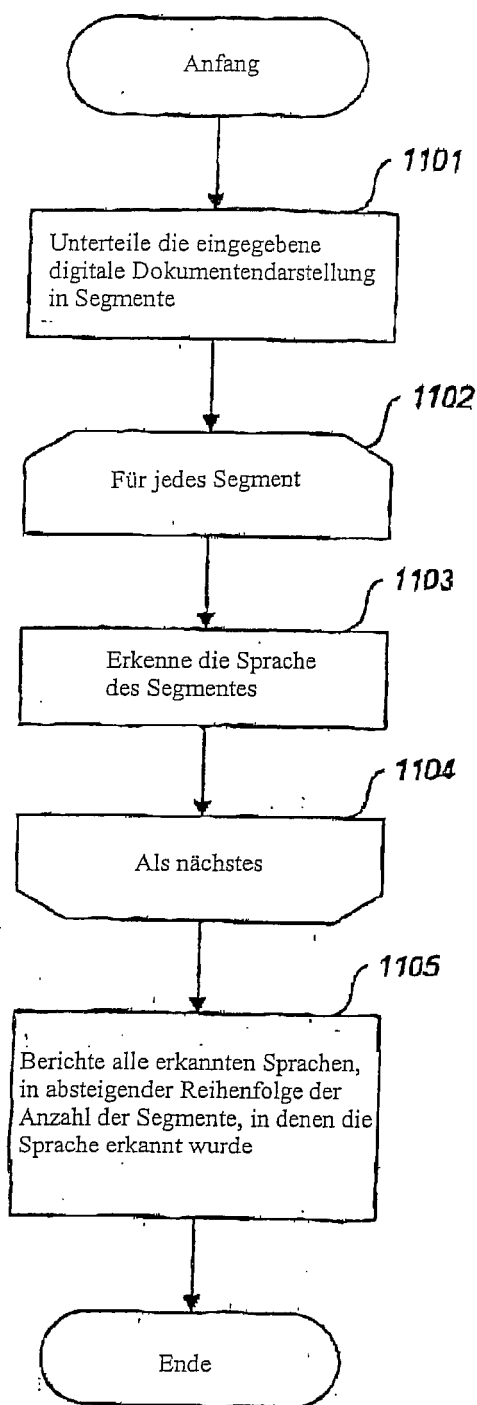 Anfang
1101
Unterteile die eingegebene
digitale Dokumentendarstellung
in Segmente
1102
Für jedes Segment
1103
Erkenne die Sprache
des Segmentes
1104
Als nächstes
1105
Berichte alle erkannten Sprachen,
in absteigender Reihenfolge der
Anzahl der Segmente, in denen die
Sprache erkannt wurde
Ende